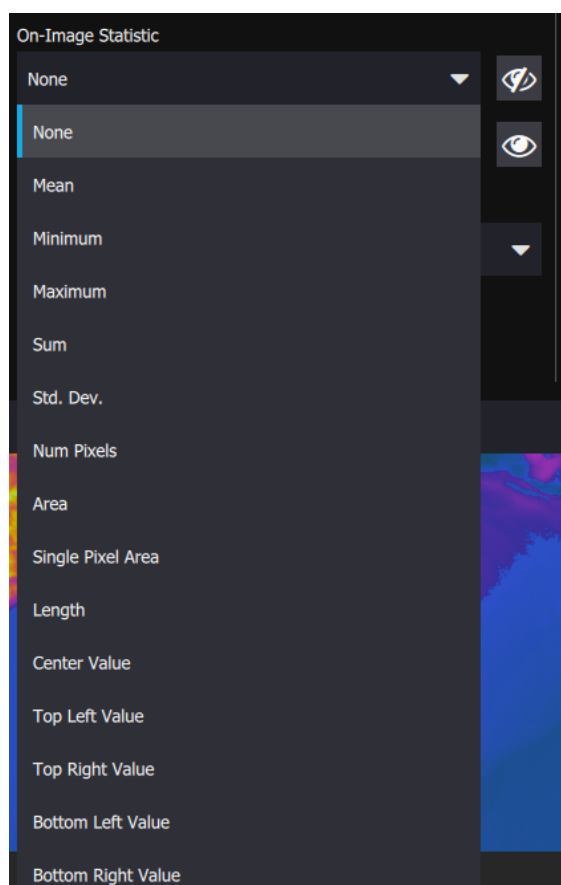 On-Image Statistic
None
None
Mean
Minimum
Maximum
Sum
Std. Dev.
Num Pixels
Area
Single Pixel Area
Length
Center Value
Top Left Value
Top Right Value
Bottom Left Value
Bottom Right Value